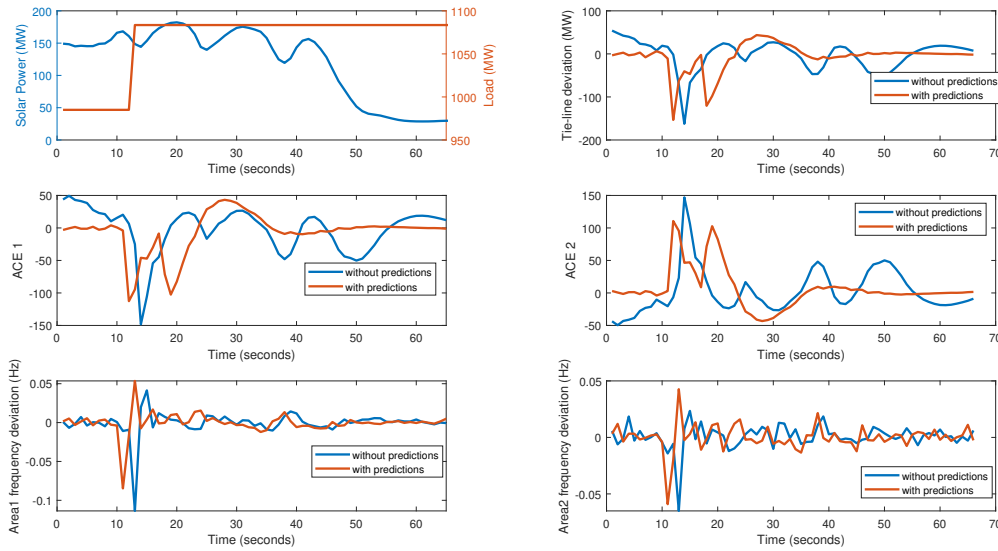 Solar Power (MW)
200
150
100
50
0
1100
1050
1000
950
Load (MW)
0 10 20 30 40 50 60
Time (seconds)
Tie-line deviation (MW)
100
0
-100
-200
without predictions
with predictions
0 10 20 30 40 50 60 70
Time (seconds)
ACE 1
50
0
-50
-100
-150
without predictions
with predictions
0 10 20 30 40 50 60
Time (seconds)
ACE 2
150
100
50
0
-50
without predictions
with predictions
0 10 20 30 40 50 60 70
Time (seconds)
Area1 frequency deviation (Hz)
0.05
0
-0.05
-0.1
without predictions
with predictions
0 10 20 30 40 50 60
Time (seconds)
Area2 frequency deviation (Hz)
0.05
0
-0.05
without predictions
with predictions
0 10 20 30 40 50 60 70
Time (seconds)